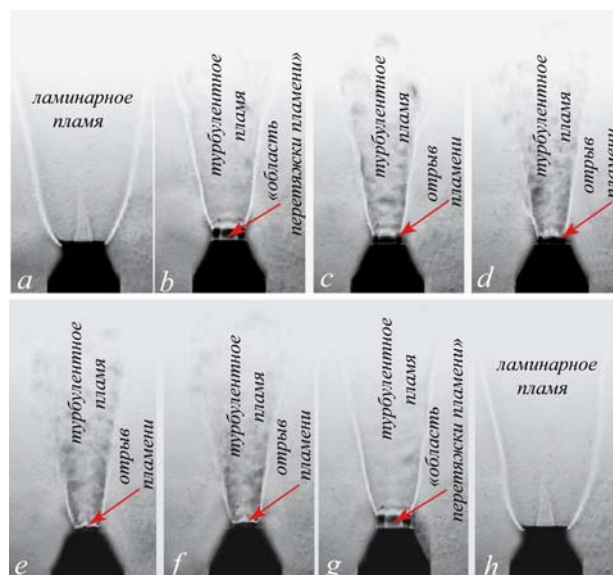 ламинарное
пламя
a
турбулентное
пламя
«область
перетяжки пламени»
b
турбулентное
пламя
отрыв
пламени
c
турбулентное
пламя
отрыв
пламени
d
турбулентное
пламя
отрыв
пламени
e
турбулентное
пламя
отрыв
пламени
f
турбулентное
пламя
«область
перетяжки пламени»
g
ламинарное
пламя
h